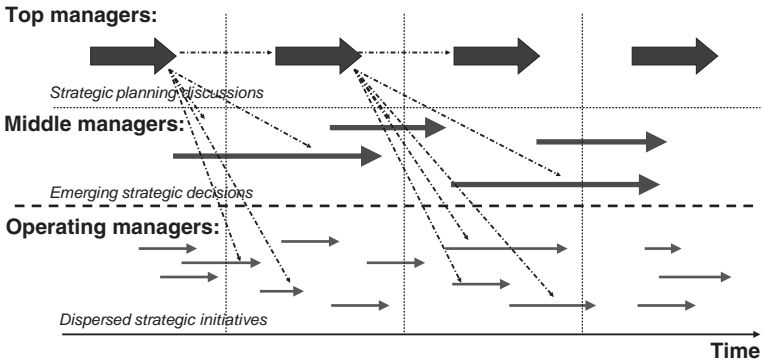 Top managers:
Strategic planning discussions
Middle managers:
Emerging strategic decisions
Operating managers:
Dispersed strategic initiatives
Time